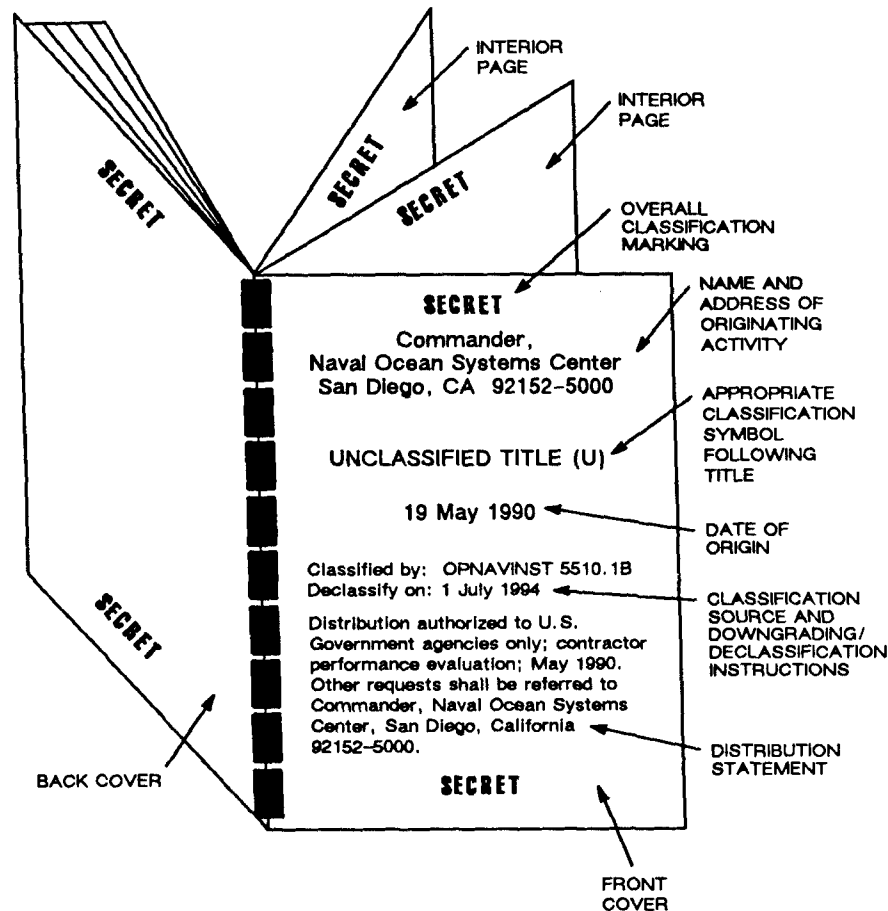 INTERIOR
PAGE
INTERIOR
PAGE
SECRET
SECRET
SECRET
OVERALL
CLASSIFICATION
MARKING
SECRET
NAME AND
ADDRESS OF
ORIGINATING
ACTIVITY
Commander,
Naval Ocean Systems Center
San Diego, CA 92152-5000
APPROPRIATE
CLASSIFICATION
SYMBOL
FOLLOWING
TITLE
UNCLASSIFIED TITLE (U)
19 May 1990
DATE OF
ORIGIN
Classified by: OPNAVINST 5510.1B
Declassify on: 1 July 1994
CLASSIFICATION
SOURCE AND
DOWNGRADING/
DECLASSIFICATION
INSTRUCTIONS
Distribution authorized to U.S.
Government agencies only; contractor
performance evaluation; May 1990.
Other requests shall be referred to
Commander, Naval Ocean Systems
Center, San Diego, California
92152-5000.
SECRET
DISTRIBUTION
STATEMENT
BACK COVER
SECRET
FRONT
COVER